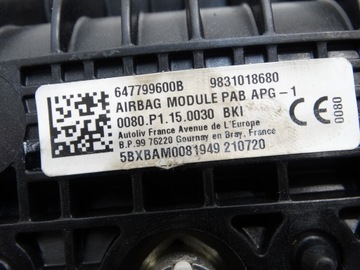 647799600B 9831018680
AIRBAG MODULE PAB APG-1
0080.P1.15.0030 BKI
Autoliv France Avenue de L'Europe
B.P.99 76220 Gournay en Bray, France
5BXBAM0081949 210720
CE
0080